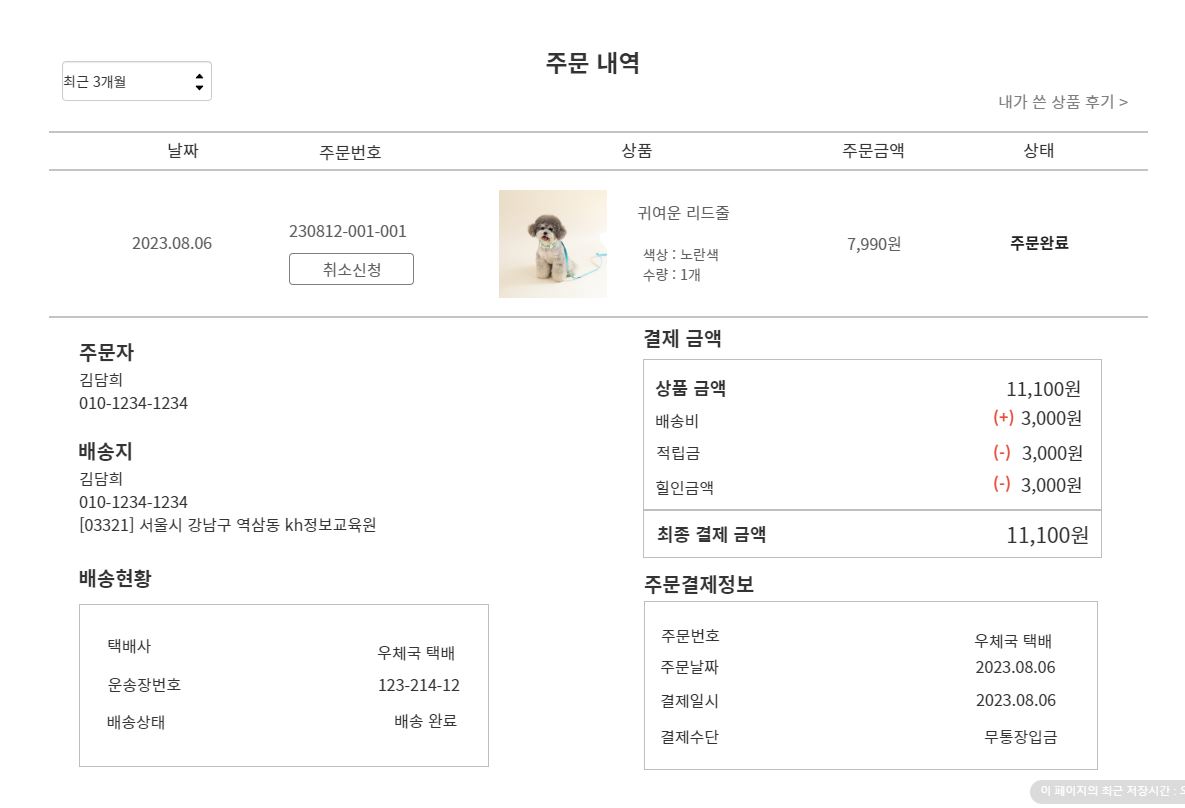 주문 내역
최근 3개월
내가 쓴 상품 후기 >
날짜 주문번호 상품 주문금액 상태
2023.08.06
230812-001-001
취소신청
귀여운 리드줄
색상 : 노란색
수량 : 1개
7,990원
주문완료
주문자
김담희
010-1234-1234
배송지
김담희
010-1234-1234
[03321] 서울시 강남구 역삼동 kh정보교육원
배송현황
택배사 우체국 택배
운송장번호 123-214-12
배송상태 배송 완료
결제 금액
상품 금액 11,100원
배송비 (+) 3,000원
적립금 (-) 3,000원
힐인금액 (-) 3,000원
최종 결제 금액 11,100원
주문결제정보
주문번호 우체국 택배
주문날짜 2023.08.06
결제일시 2023.08.06
결제수단 무통장입금
이 페이지의 최근 저장시간 :